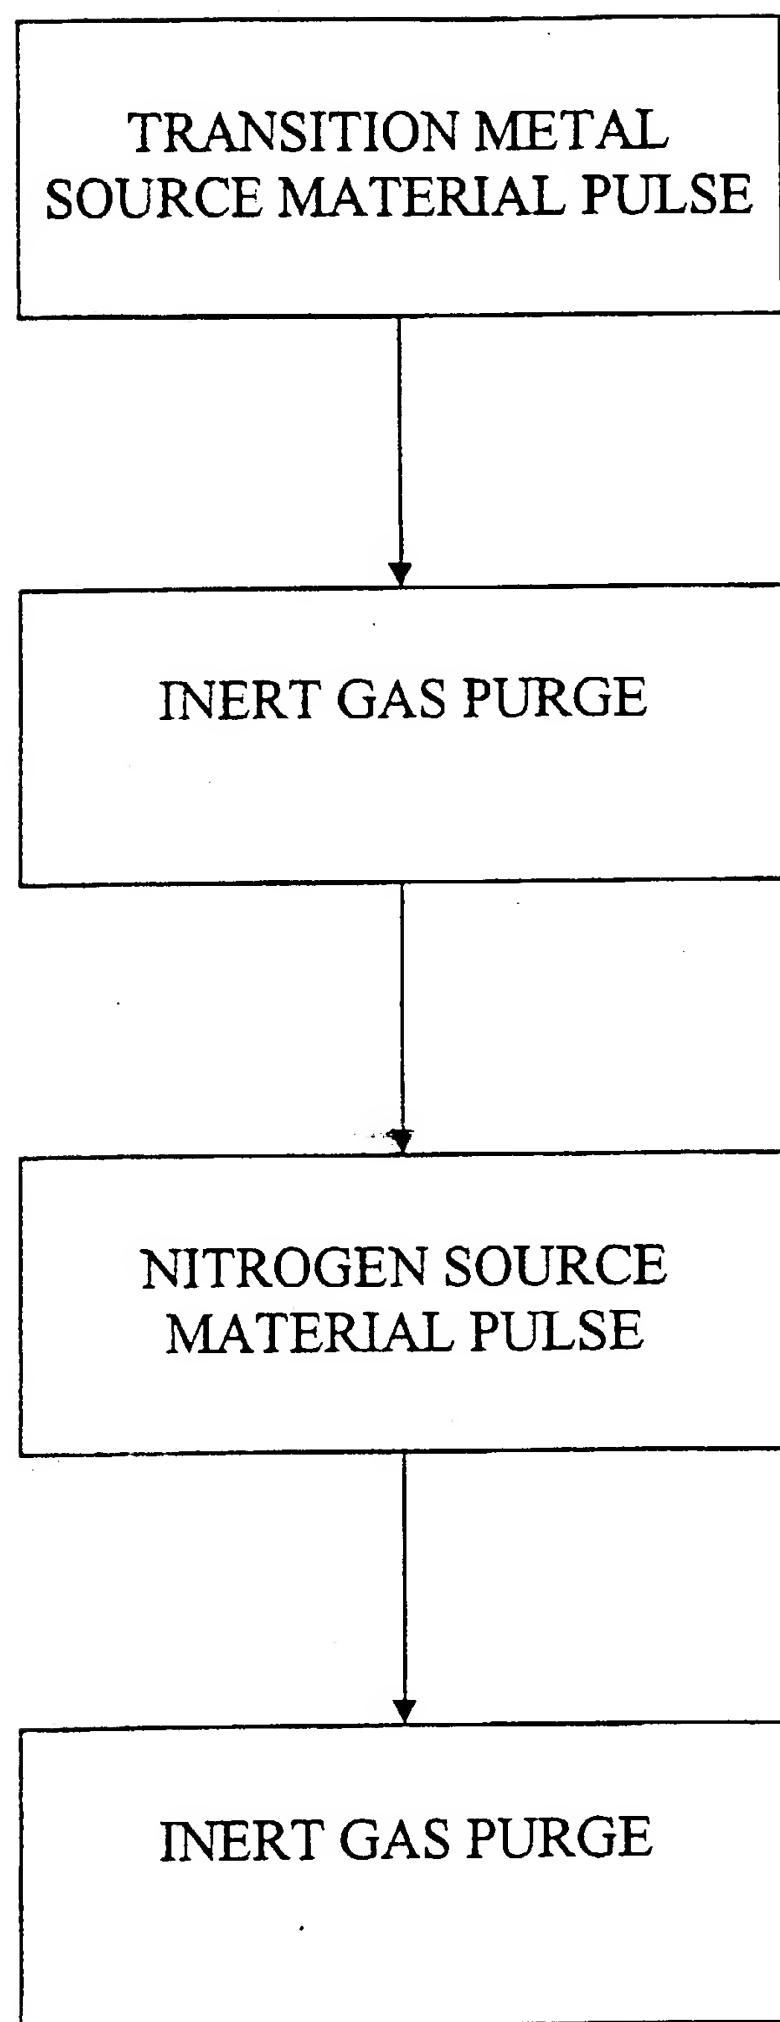 TRANSITION METAL
SOURCE MATERIAL PULSE
INERT GAS PURGE
NITROGEN SOURCE
MATERIAL PULSE
INERT GAS PURGE